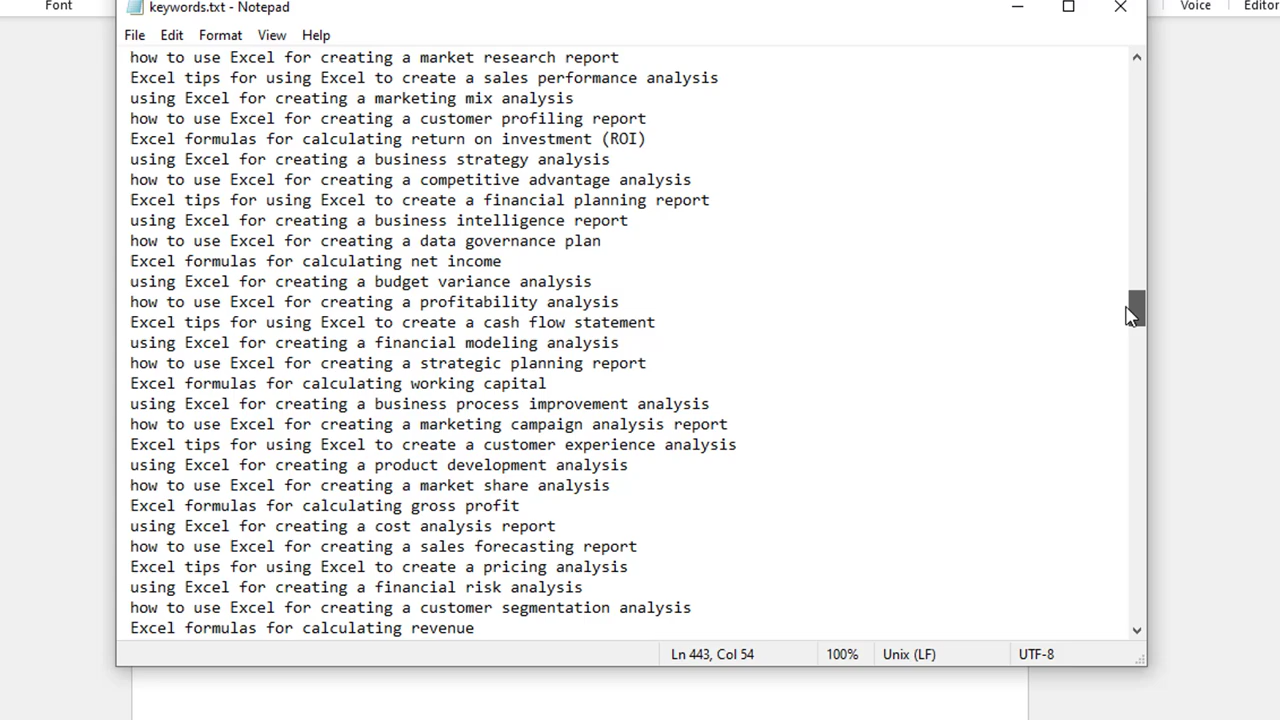 Font
Voice
Editor
keywords.txt - Notepad
File Edit Format View Help
how to use Excel for creating a market research report
Excel tips for using Excel to create a sales performance analysis
using Excel for creating a marketing mix analysis
how to use Excel for creating a customer profiling report
Excel formulas for calculating return on investment (ROI)
using Excel for creating a business strategy analysis
how to use Excel for creating a competitive advantage analysis
Excel tips for using Excel to create a financial planning report
using Excel for creating a business intelligence report
how to use Excel for creating a data governance plan
Excel formulas for calculating net income
using Excel for creating a budget variance analysis
how to use Excel for creating a profitability analysis
Excel tips for using Excel to create a cash flow statement
using Excel for creating a financial modeling analysis
how to use Excel for creating a strategic planning report
Excel formulas for calculating working capital
using Excel for creating a business process improvement analysis
how to use Excel for creating a marketing campaign analysis report
Excel tips for using Excel to create a customer experience analysis
using Excel for creating a product development analysis
how to use Excel for creating a market share analysis
Excel formulas for calculating gross profit
using Excel for creating a cost analysis report
how to use Excel for creating a sales forecasting report
Excel tips for using Excel to create a pricing analysis
using Excel for creating a financial risk analysis
how to use Excel for creating a customer segmentation analysis
Excel formulas for calculating revenue
Ln 443, Col 54 100% Unix (LF) UTF-8